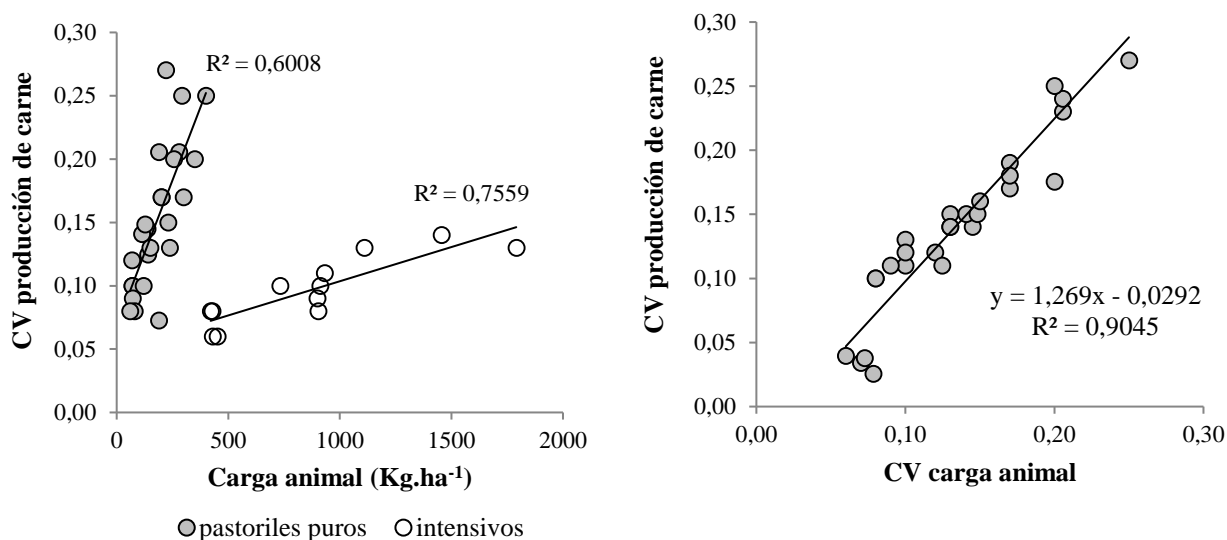 0,30
0,25
0,20
0,15
0,10
0,05
0,00
CV producción de carne
R² = 0,6008
R² = 0,7559
0
500
1000
1500
2000
Carga animal (Kg.ha⁻¹)
pastoriles puros
intensivos
0,30
0,25
0,20
0,15
0,10
0,05
0,00
CV producción de carne
y = 1,269x - 0,0292
R² = 0,9045
0,00
0,10
0,20
0,30
CV carga animal